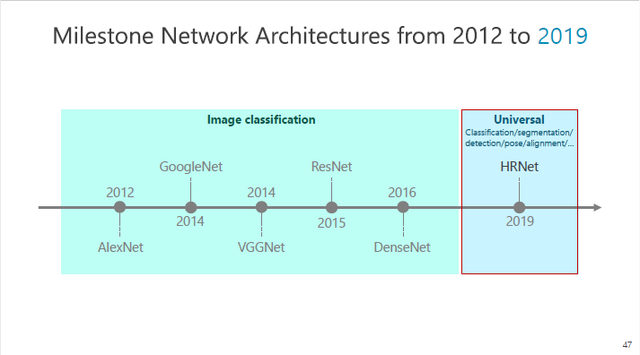 Milestone Network Architectures from 2012 to 2019
Image classification
Universal
Classification/segmentation/
detection/pose/alignment/...
GoogleNet
ResNet
HRNet
2012
2014
2016
2014
2015
2019
AlexNet
VGGNet
DenseNet
47